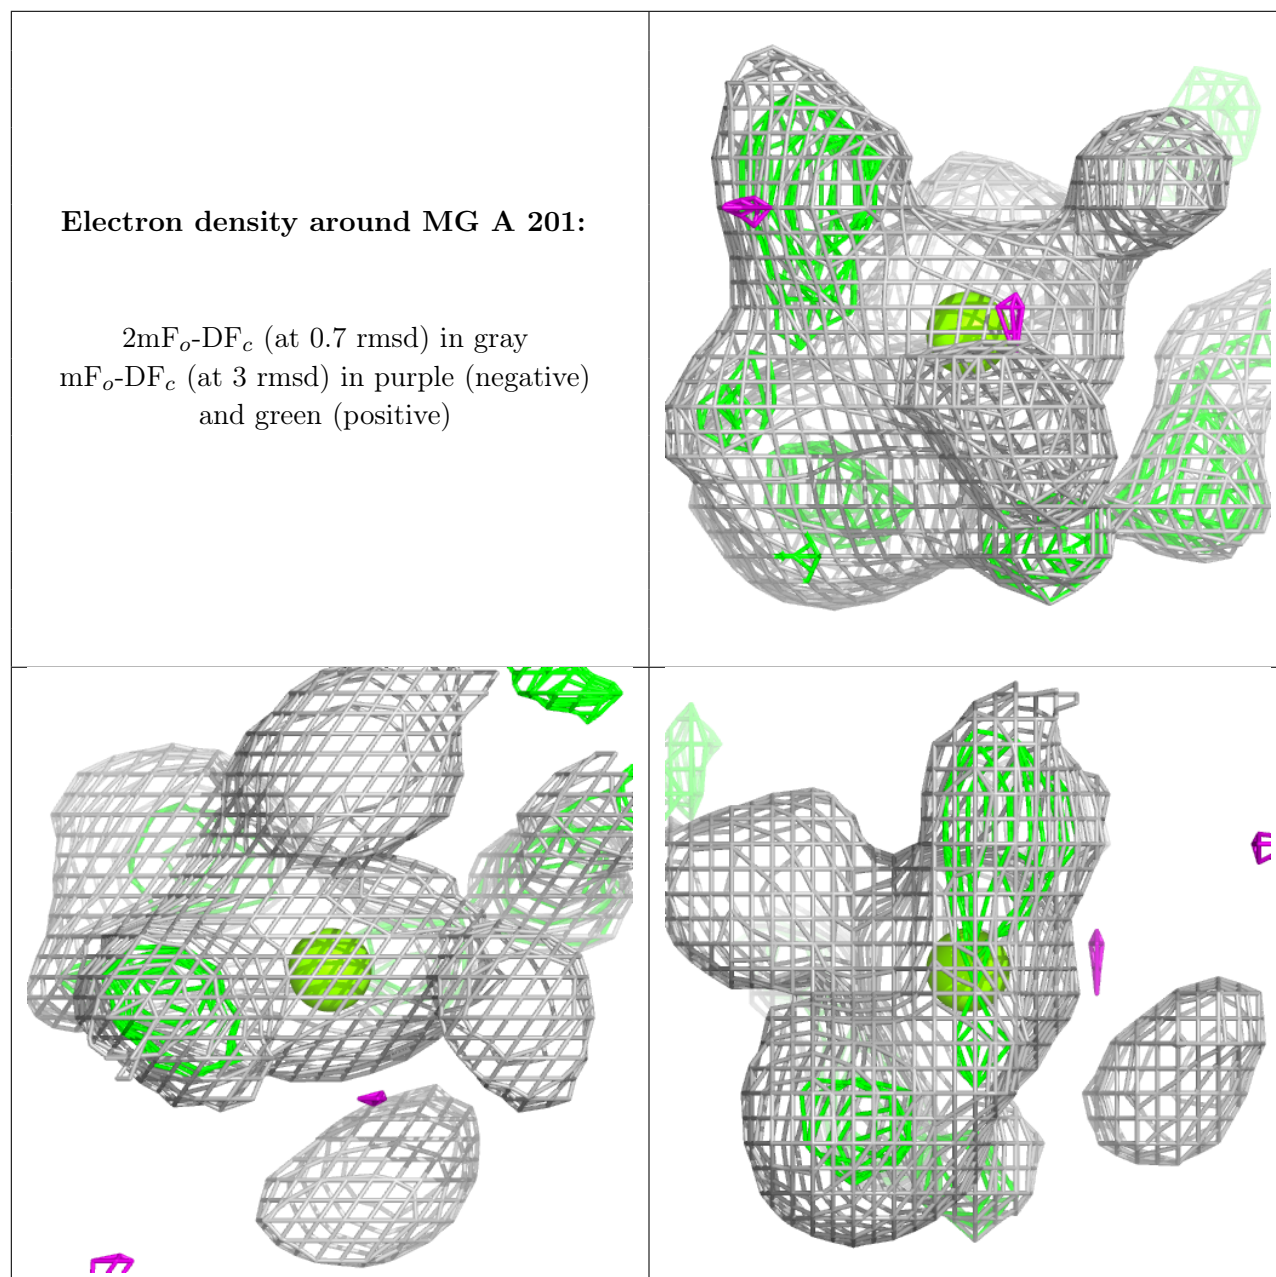 Electron density around MG A 201:
2mFo-DFc (at 0.7 rmsd) in gray
mFo-DFc (at 3 rmsd) in purple (negative)
and green (positive)